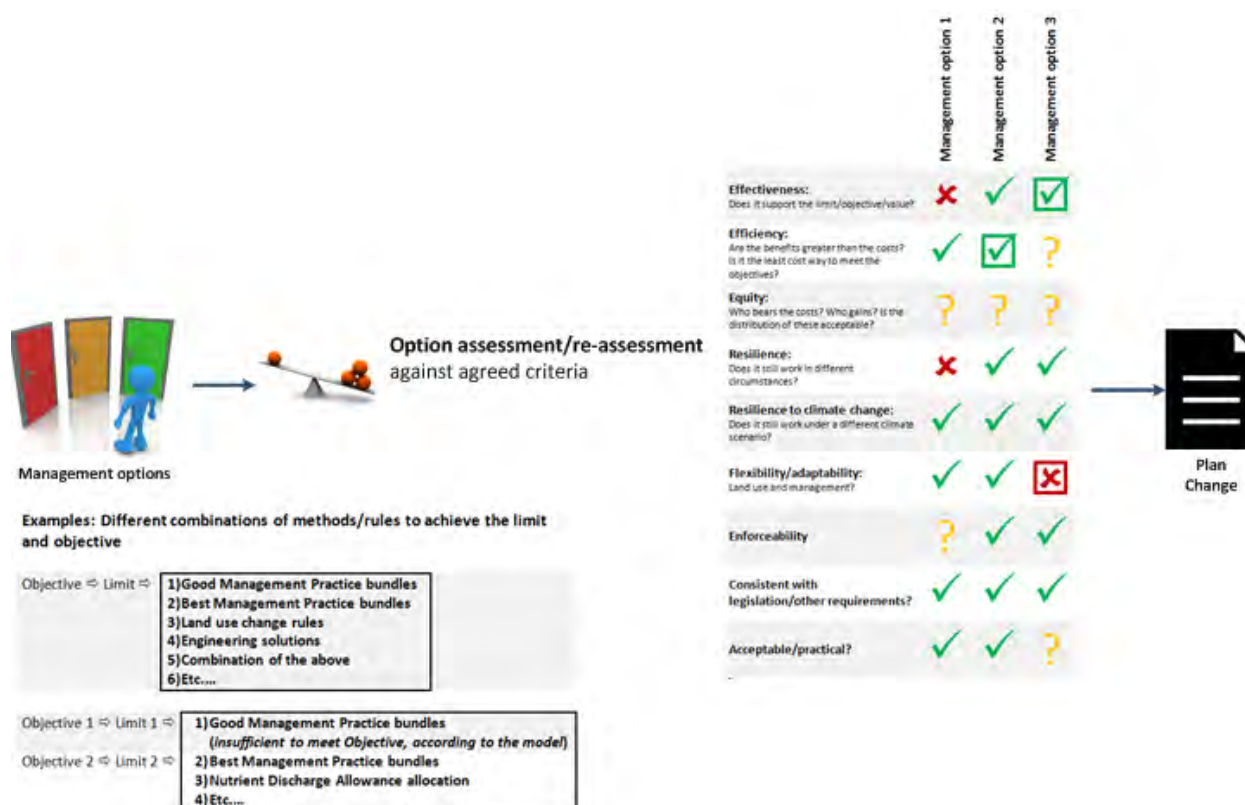 Management option 1
Management option 2
Management option 3
Effectiveness:
Does it support the limit/objective/value?
Efficiency:
Are the benefits greater than the costs?
Is it the least cost way to meet the
objectives?
Equity:
Who bears the costs? Who gains? Is the
distribution of these acceptable?
Resilience:
Does it still work in different
circumstances?
Resilience to climate change:
Does it still work under a different climate
scenario?
Flexibility/adaptability:
Land use and management?
Enforceability
Consistent with
legislation/other requirements?
Acceptable/practical?
Option assessment/re-assessment
against agreed criteria
Management options
Plan
Change
Examples: Different combinations of methods/rules to achieve the limit
and objective
Objective ⇨ Limit ⇨
1)Good Management Practice bundles
2)Best Management Practice bundles
3)Land use change rules
4)Engineering solutions
5)Combination of the above
6)Etc....
Objective 1 ⇨ Limit 1 ⇨
1)Good Management Practice bundles
(insufficient to meet Objective, according to the model)
Objective 2 ⇨ Limit 2 ⇨
2)Best Management Practice bundles
3)Nutrient Discharge Allowance allocation
4)Etc....